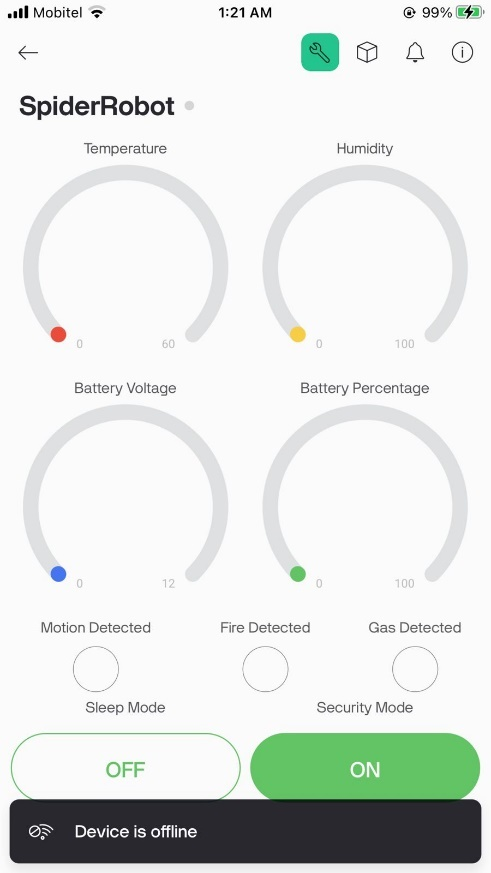 Mobitel 1:21 AM 99%
SpiderRobot
Temperature Humidity
0 60 0 100
Battery Voltage Battery Percentage
0 12 0 100
Motion Detected Fire Detected Gas Detected
Sleep Mode Security Mode
OFF ON
Device is offline